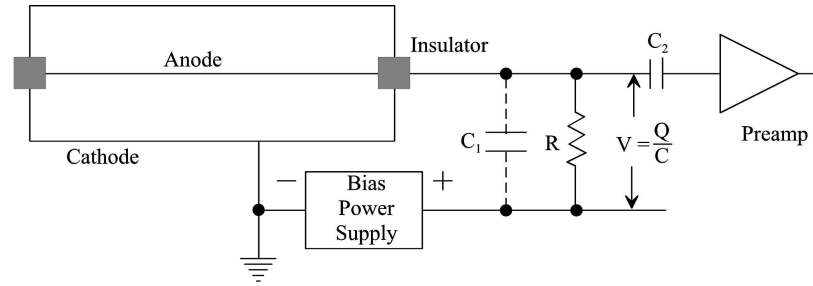 Anode
Insulator
C₂
Cathode
C₁
R
V = Q/C
Preamp
− Bias +
Power
Supply